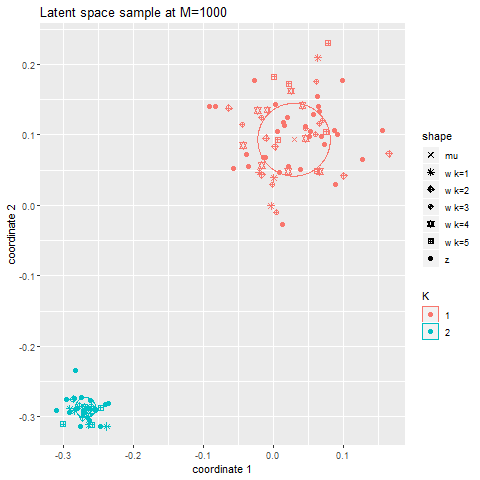 Latent space sample at M=1000
0.2
0.1
0.0
-0.1
-0.2
-0.3
coordinate 2
-0.3
-0.2
-0.1
0.0
0.1
coordinate 1
shape
mu
w k=1
w k=2
w k=3
w k=4
w k=5
z
K
1
2